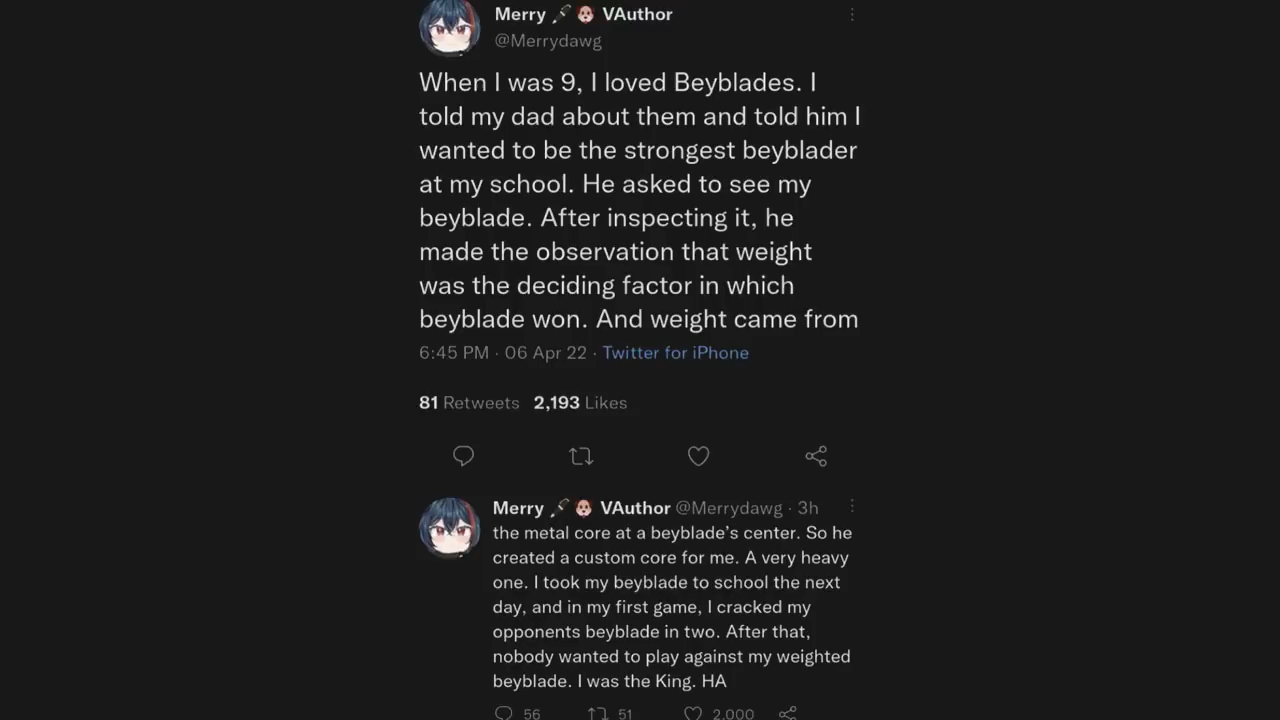 Merry 🖋️ 🐶 VAuthor
@Merrydawg
When I was 9, I loved Beyblades. I
told my dad about them and told him I
wanted to be the strongest beyblader
at my school. He asked to see my
beyblade. After inspecting it, he
made the observation that weight
was the deciding factor in which
beyblade won. And weight came from
6:45 PM · 06 Apr 22 · Twitter for iPhone
81 Retweets 2,193 Likes
Merry 🖋️ 🐶 VAuthor @Merrydawg · 3h
the metal core at a beyblade's center. So he
created a custom core for me. A very heavy
one. I took my beyblade to school the next
day, and in my first game, I cracked my
opponents beyblade in two. After that,
nobody wanted to play against my weighted
beyblade. I was the King. HA
56 51 2,000